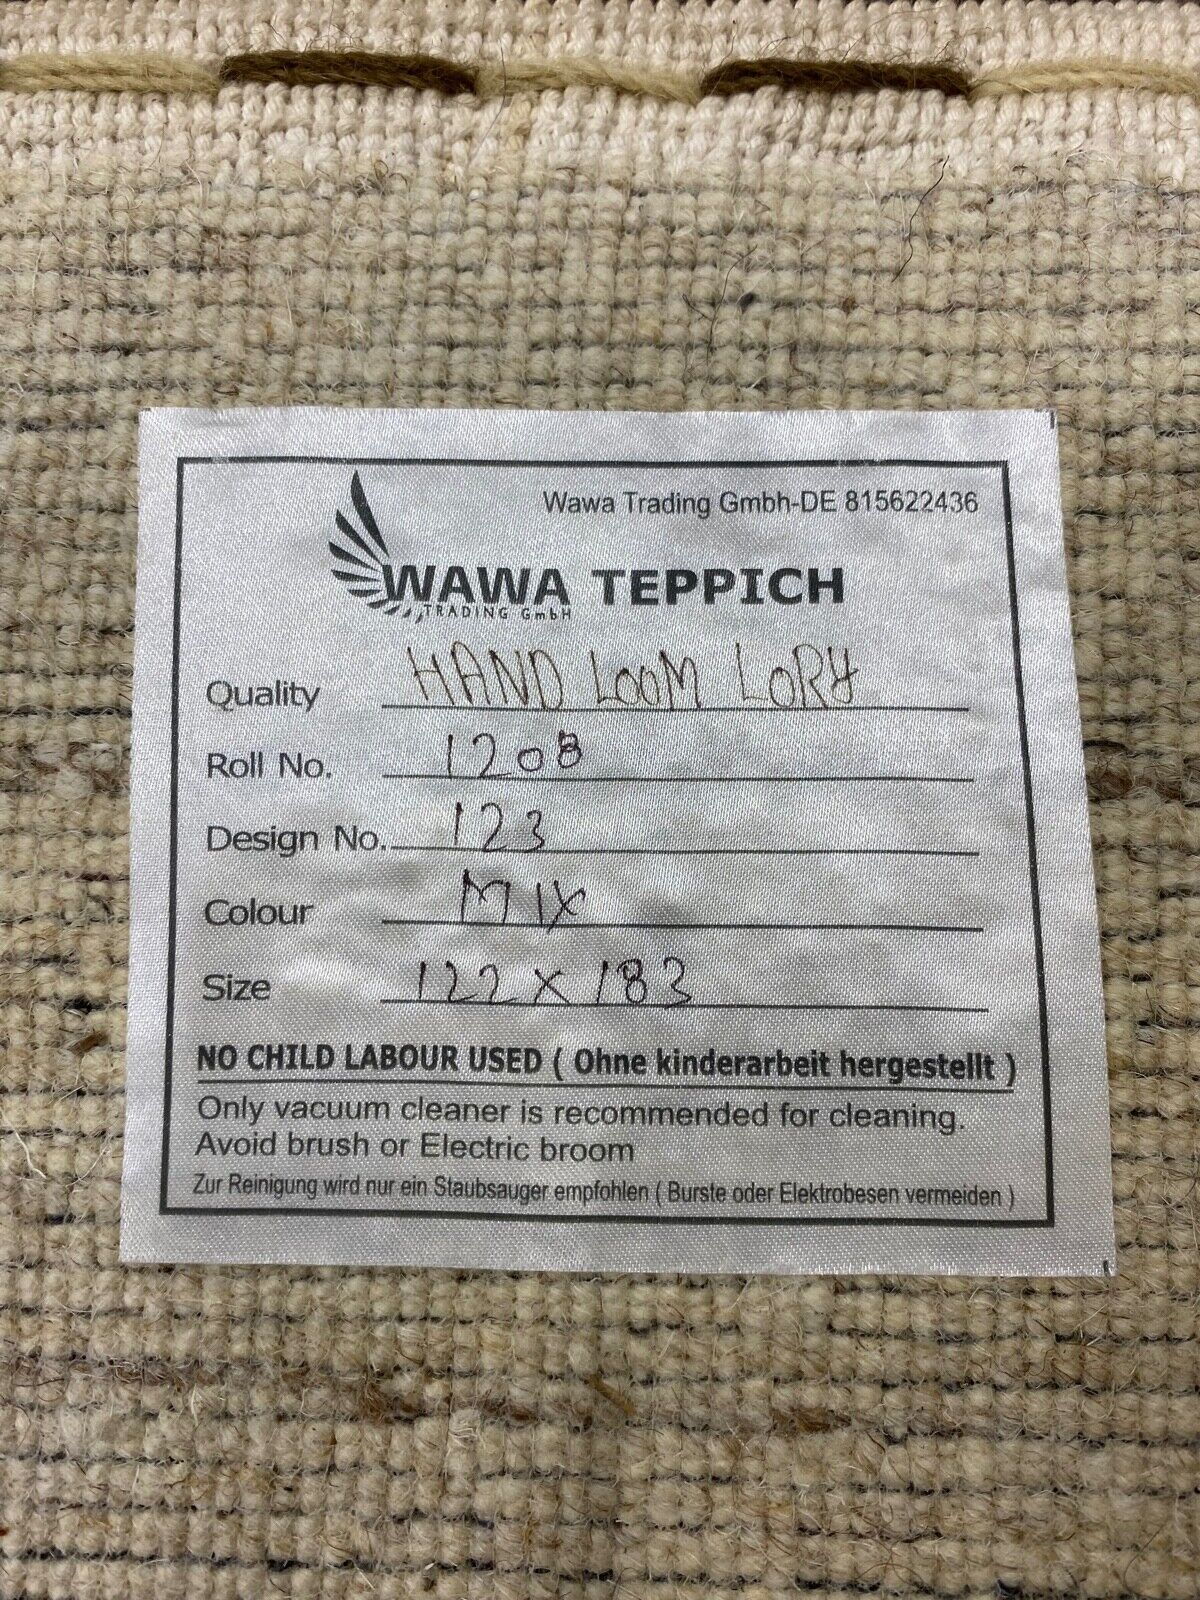 Wawa Trading Gmbh-DE 815622436
WAWA TEPPICH
TRADING GmbH
Quality HAND LOOM LORY
Roll No. 1208
Design No. 123
Colour MIX
Size 122 x 183
NO CHILD LABOUR USED ( Ohne kinderarbeit hergestellt )
Only vacuum cleaner is recommended for cleaning.
Avoid brush or Electric broom
Zur Reinigung wird nur ein Staubsauger empfohlen ( Burste oder Elektrobesen vermeiden )